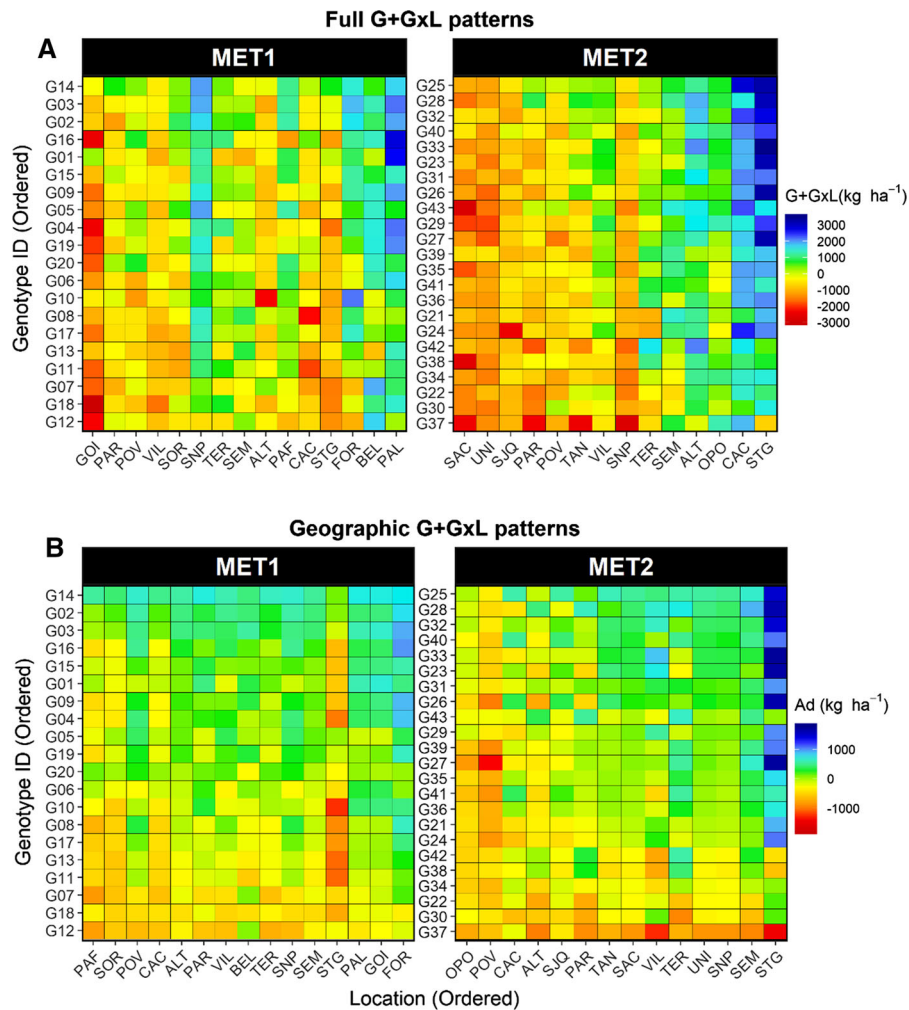 Full G+GxL patterns
A
MET1
MET2
Genotype ID (Ordered)
G14
G03
G02
G16
G01
G15
G09
G05
G04
G19
G20
G06
G10
G08
G17
G13
G11
G07
G18
G12
GOI PAR POV VIL SOR SNP TER SEM ALT PAF CAC STG FOR BEL PAL
G25
G28
G32
G40
G33
G23
G31
G26
G43
G29
G27
G39
G35
G41
G36
G21
G24
G42
G38
G34
G22
G30
G37
SAC UNI SJQ PAR POV TAN VIL SNP TER SEM ALT OPO CAC STG
G+GxL(kg ha⁻¹)
3000
2000
1000
0
-1000
-2000
-3000
Geographic G+GxL patterns
B
MET1
MET2
Genotype ID (Ordered)
G14
G02
G03
G16
G15
G01
G09
G04
G05
G19
G20
G06
G10
G08
G17
G13
G11
G07
G18
G12
PAF SOR POV CAC ALT PAR VIL BEL TER SNP SEM STG PAL GOI FOR
G25
G28
G32
G40
G33
G23
G31
G26
G43
G29
G39
G27
G35
G41
G36
G21
G24
G42
G38
G34
G22
G30
G37
OPO POV CAC ALT SJQ PAR TAN SAC VIL TER UNI SNP SEM STG
Ad (kg ha⁻¹)
1000
0
-1000
Location (Ordered)